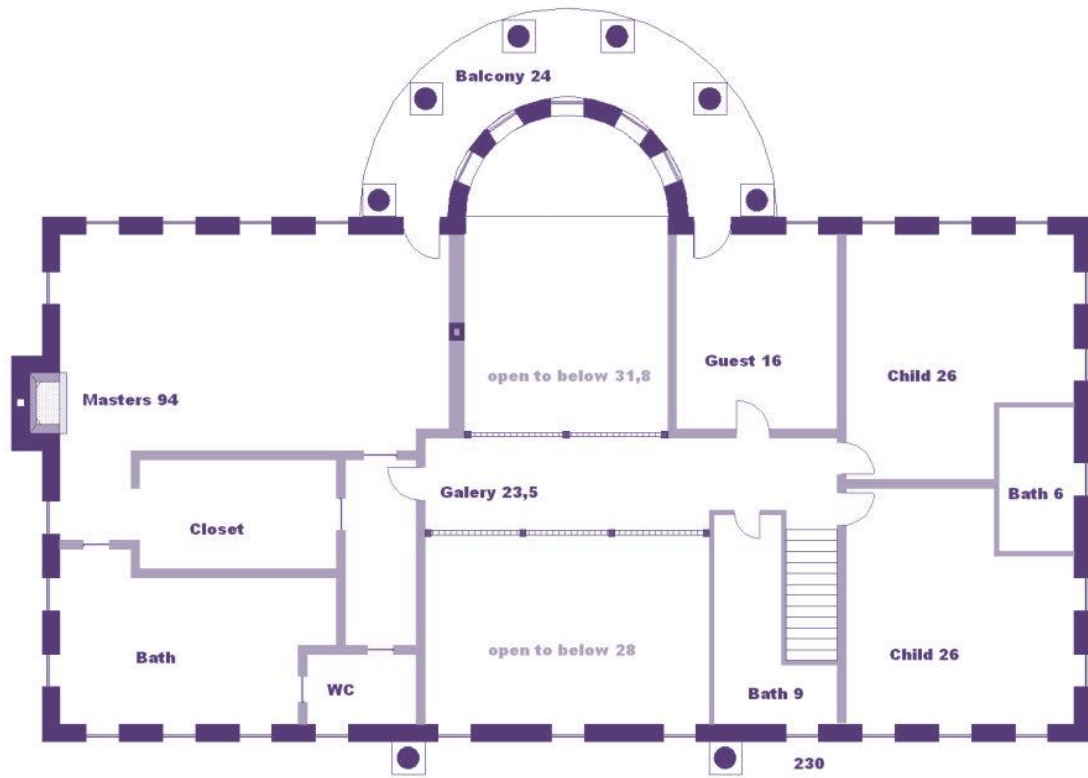 Balcony 24
Guest 16
open to below 31,8
Child 26
Masters 94
Galery 23,5
Bath 6
Closet
open to below 28
Child 26
Bath
WC
Bath 9
230